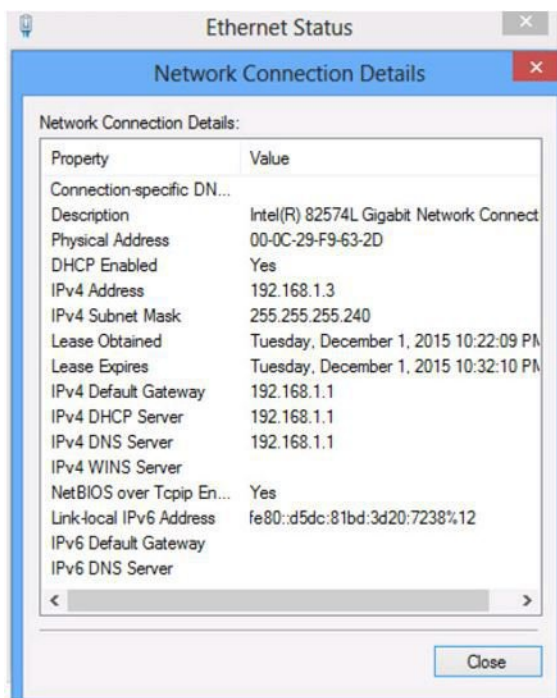 Ethernet Status
Network Connection Details
Network Connection Details:
Property Value
Connection-specific DN...
Description Intel(R) 82574L Gigabit Network Connect
Physical Address 00-0C-29-F9-63-2D
DHCP Enabled Yes
IPv4 Address 192.168.1.3
IPv4 Subnet Mask 255.255.255.240
Lease Obtained Tuesday, December 1, 2015 10:22:09 PM
Lease Expires Tuesday, December 1, 2015 10:32:10 PM
IPv4 Default Gateway 192.168.1.1
IPv4 DHCP Server 192.168.1.1
IPv4 DNS Server 192.168.1.1
IPv4 WINS Server
NetBIOS over Tcpip En... Yes
Link-local IPv6 Address fe80::d5dc:81bd:3d20:7238%12
IPv6 Default Gateway
IPv6 DNS Server
Close